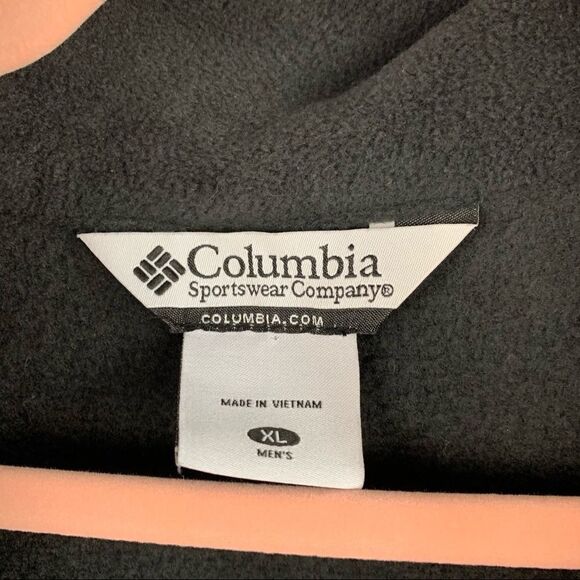 Columbia
Sportswear Company®
COLUMBIA.COM
MADE IN VIETNAM
XL
MEN'S